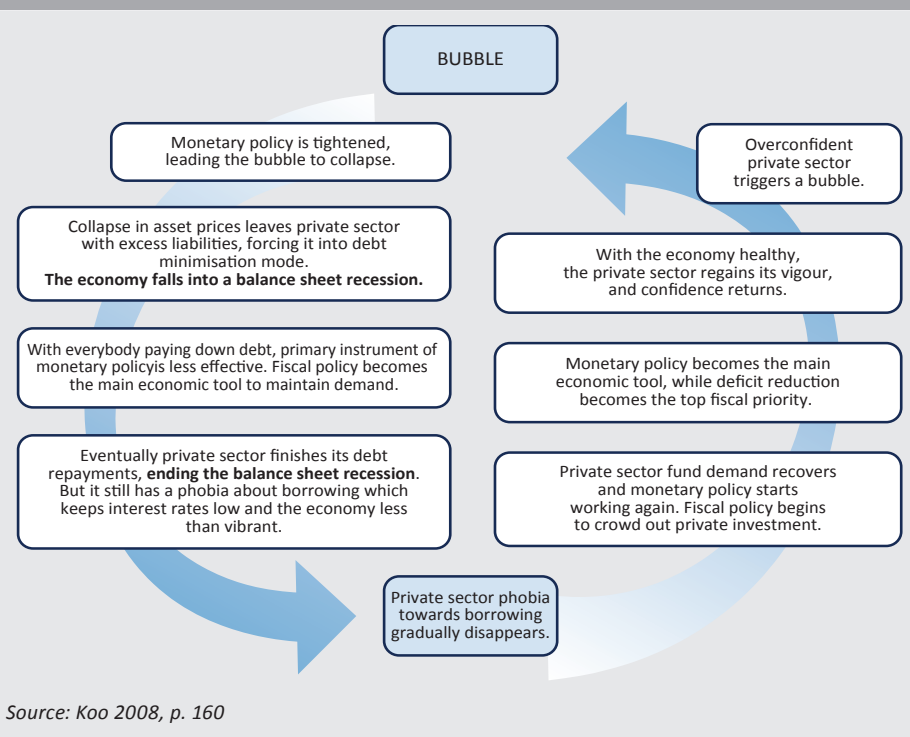 BUBBLE
Monetary policy is tightened,
leading the bubble to collapse.
Collapse in asset prices leaves private sector
with excess liabilities, forcing it into debt
minimisation mode.
The economy falls into a balance sheet recession.
With everybody paying down debt, primary instrument of
monetary policyis less effective. Fiscal policy becomes
the main economic tool to maintain demand.
Eventually private sector finishes its debt
repayments, ending the balance sheet recession.
But it still has a phobia about borrowing which
keeps interest rates low and the economy less
than vibrant.
Private sector phobia
towards borrowing
gradually disappears.
Private sector fund demand recovers
and monetary policy starts
working again. Fiscal policy begins
to crowd out private investment.
Monetary policy becomes the main
economic tool, while deficit reduction
becomes the top fiscal priority.
With the economy healthy,
the private sector regains its vigour,
and confidence returns.
Overconfident
private sector
triggers a bubble.
Source: Koo 2008, p. 160